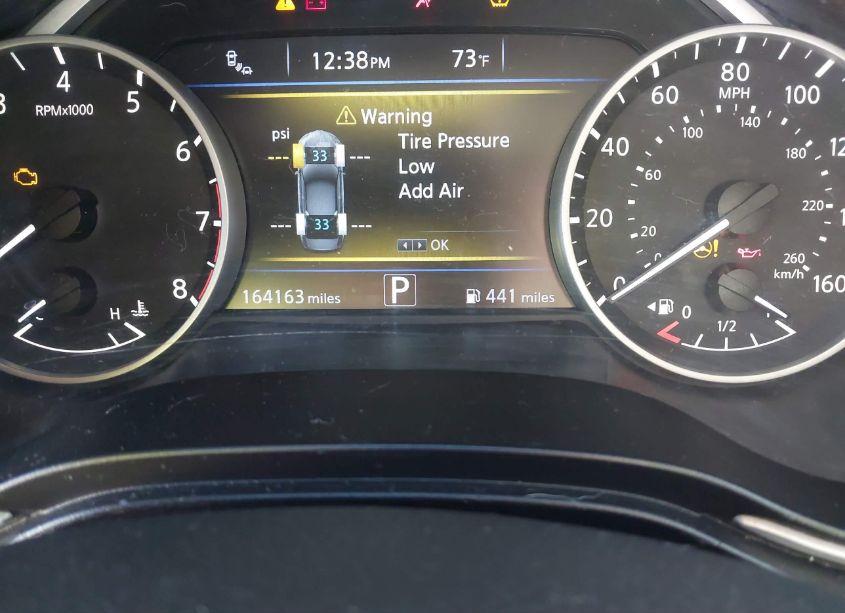 12:38PM 73°F
3 4 5 6 7 8
RPMx1000
H
Warning
psi
--- 33 ---
Tire Pressure
Low
Add Air
--- 33 ---
OK
164163 miles P 441 miles
0 20 40 60 80 100 160
MPH
20 60 100 140 180 220 260
km/h
0 1/2